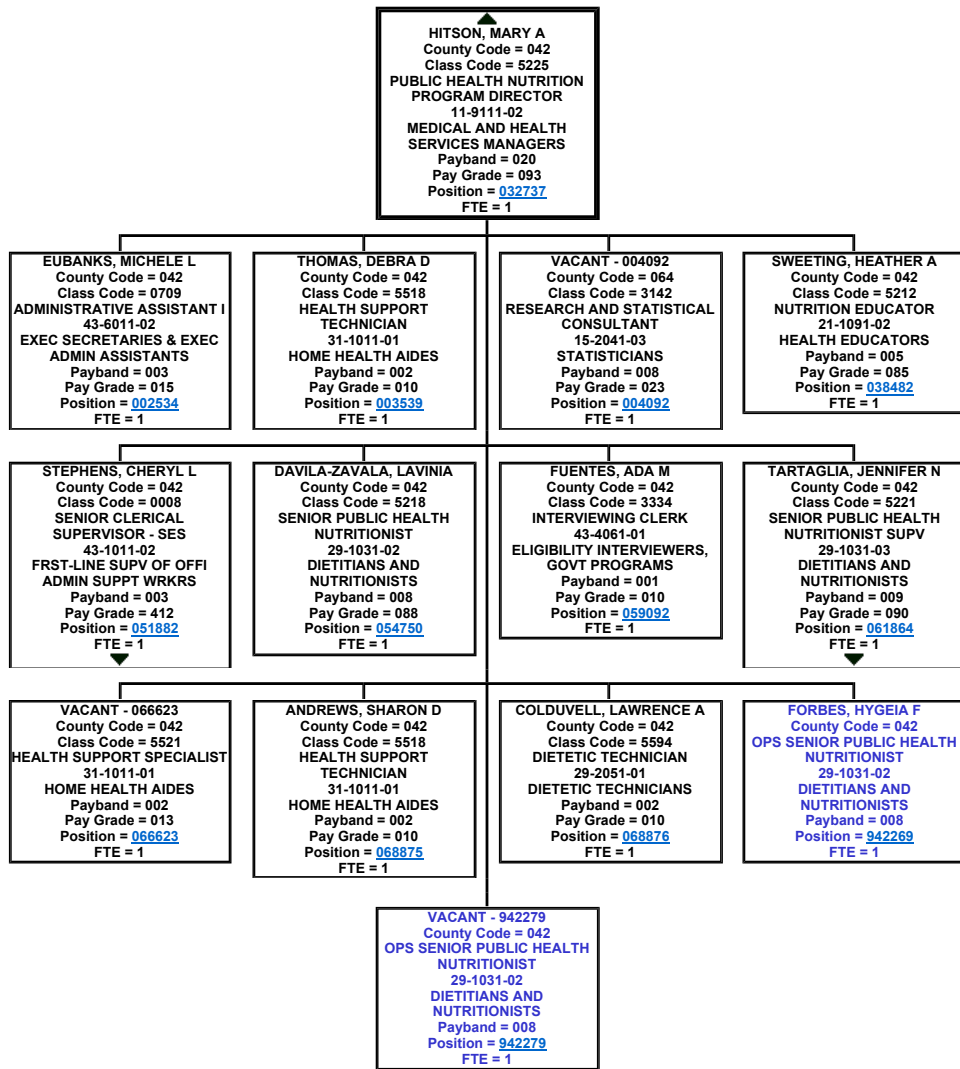 HITSON, MARY A
County Code = 042
Class Code = 5225
PUBLIC HEALTH NUTRITION
PROGRAM DIRECTOR
11-9111-02
MEDICAL AND HEALTH
SERVICES MANAGERS
Payband = 020
Pay Grade = 093
Position = 032737
FTE = 1
EUBANKS, MICHELE L
County Code = 042
Class Code = 0709
ADMINISTRATIVE ASSISTANT I
43-6011-02
EXEC SECRETARIES & EXEC
ADMIN ASSISTANTS
Payband = 003
Pay Grade = 015
Position = 002534
FTE = 1
THOMAS, DEBRA D
County Code = 042
Class Code = 5518
HEALTH SUPPORT
TECHNICIAN
31-1011-01
HOME HEALTH AIDES
Payband = 002
Pay Grade = 010
Position = 003539
FTE = 1
VACANT - 004092
County Code = 064
Class Code = 3142
RESEARCH AND STATISTICAL
CONSULTANT
15-2041-03
STATISTICIANS
Payband = 008
Pay Grade = 023
Position = 004092
FTE = 1
SWEETING, HEATHER A
County Code = 042
Class Code = 5212
NUTRITION EDUCATOR
21-1091-02
HEALTH EDUCATORS
Payband = 005
Pay Grade = 085
Position = 038482
FTE = 1
STEPHENS, CHERYL L
County Code = 042
Class Code = 0008
SENIOR CLERICAL
SUPERVISOR - SES
43-1011-02
FRST-LINE SUPV OF OFFI
ADMIN SUPPT WRKRS
Payband = 003
Pay Grade = 412
Position = 051882
FTE = 1
DAVILA-ZAVALA, LAVINIA
County Code = 042
Class Code = 5218
SENIOR PUBLIC HEALTH
NUTRITIONIST
29-1031-02
DIETITIANS AND
NUTRITIONISTS
Payband = 008
Pay Grade = 088
Position = 054750
FTE = 1
FUENTES, ADA M
County Code = 042
Class Code = 3334
INTERVIEWING CLERK
43-4061-01
ELIGIBILITY INTERVIEWERS,
GOVT PROGRAMS
Payband = 001
Pay Grade = 010
Position = 059092
FTE = 1
TARTAGLIA, JENNIFER N
County Code = 042
Class Code = 5221
SENIOR PUBLIC HEALTH
NUTRITIONIST SUPV
29-1031-03
DIETITIANS AND
NUTRITIONISTS
Payband = 009
Pay Grade = 090
Position = 061864
FTE = 1
VACANT - 066623
County Code = 042
Class Code = 5521
HEALTH SUPPORT SPECIALIST
31-1011-01
HOME HEALTH AIDES
Payband = 002
Pay Grade = 013
Position = 066623
FTE = 1
ANDREWS, SHARON D
County Code = 042
Class Code = 5518
HEALTH SUPPORT
TECHNICIAN
31-1011-01
HOME HEALTH AIDES
Payband = 002
Pay Grade = 010
Position = 068875
FTE = 1
COLDUVELL, LAWRENCE A
County Code = 042
Class Code = 5594
DIETETIC TECHNICIAN
29-2051-01
DIETETIC TECHNICIANS
Payband = 002
Pay Grade = 010
Position = 068876
FTE = 1
FORBES, HYGEIA F
County Code = 042
OPS SENIOR PUBLIC HEALTH
NUTRITIONIST
29-1031-02
DIETITIANS AND
NUTRITIONISTS
Payband = 008
Position = 942269
FTE = 1
VACANT - 942279
County Code = 042
OPS SENIOR PUBLIC HEALTH
NUTRITIONIST
29-1031-02
DIETITIANS AND
NUTRITIONISTS
Payband = 008
Position = 942279
FTE = 1